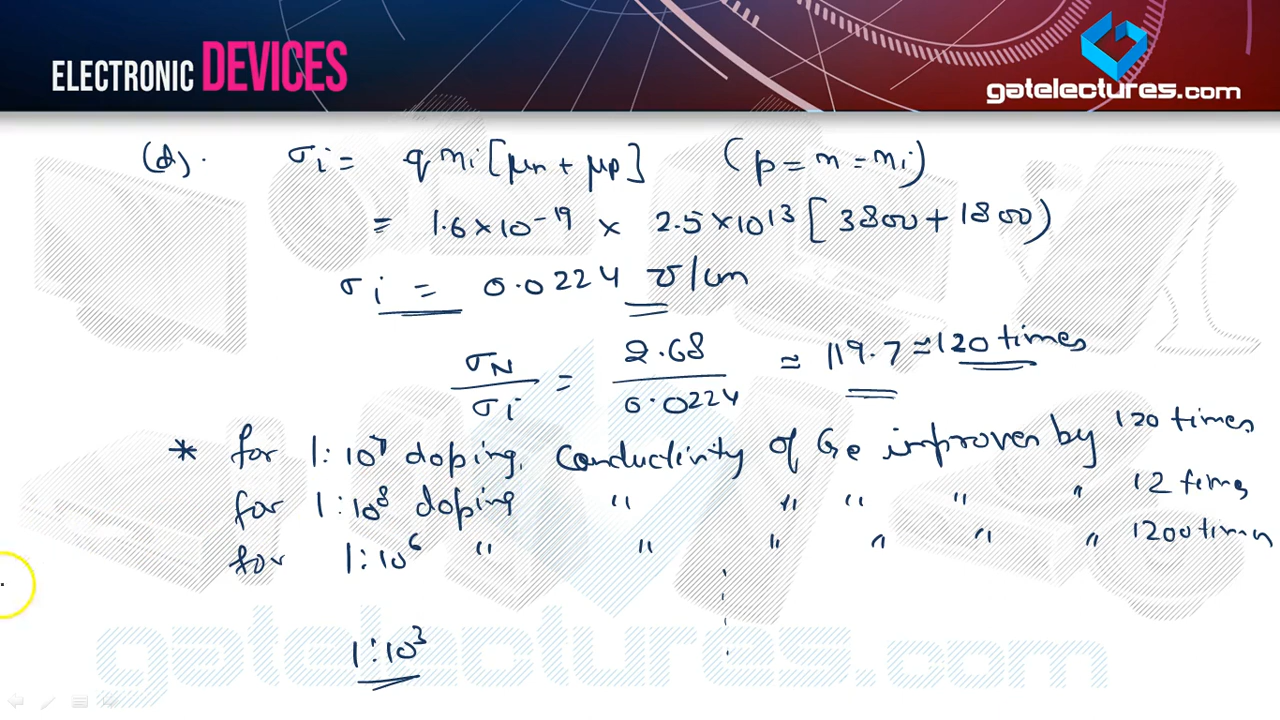 ELECTRONIC DEVICES
gatelectures.com
(d). σi = q ni [μn + μp] (p = n = ni)
= 1.6 × 10⁻¹⁹ × 2.5 × 10¹³ [3800 + 1800)
σi = 0.0224 ℧/cm
σN/σi = 2.68/0.0224 ≈ 119.7 ≈ 120 times
* for 1:10⁷ doping, Conductivity of Ge improves by 120 times
for 1:10⁸ doping " " " " " 12 times
for 1:10⁶ " " " " " " 1200 times
1:10³
gatelectures.com